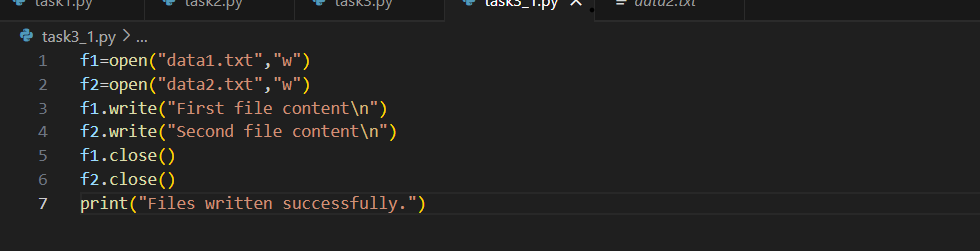 task1.py task2.py task3.py task3_1.py data2.txt
task3_1.py > ...
1 f1=open("data1.txt","w")
2 f2=open("data2.txt","w")
3 f1.write("First file content\n")
4 f2.write("Second file content\n")
5 f1.close()
6 f2.close()
7 print("Files written successfully.")